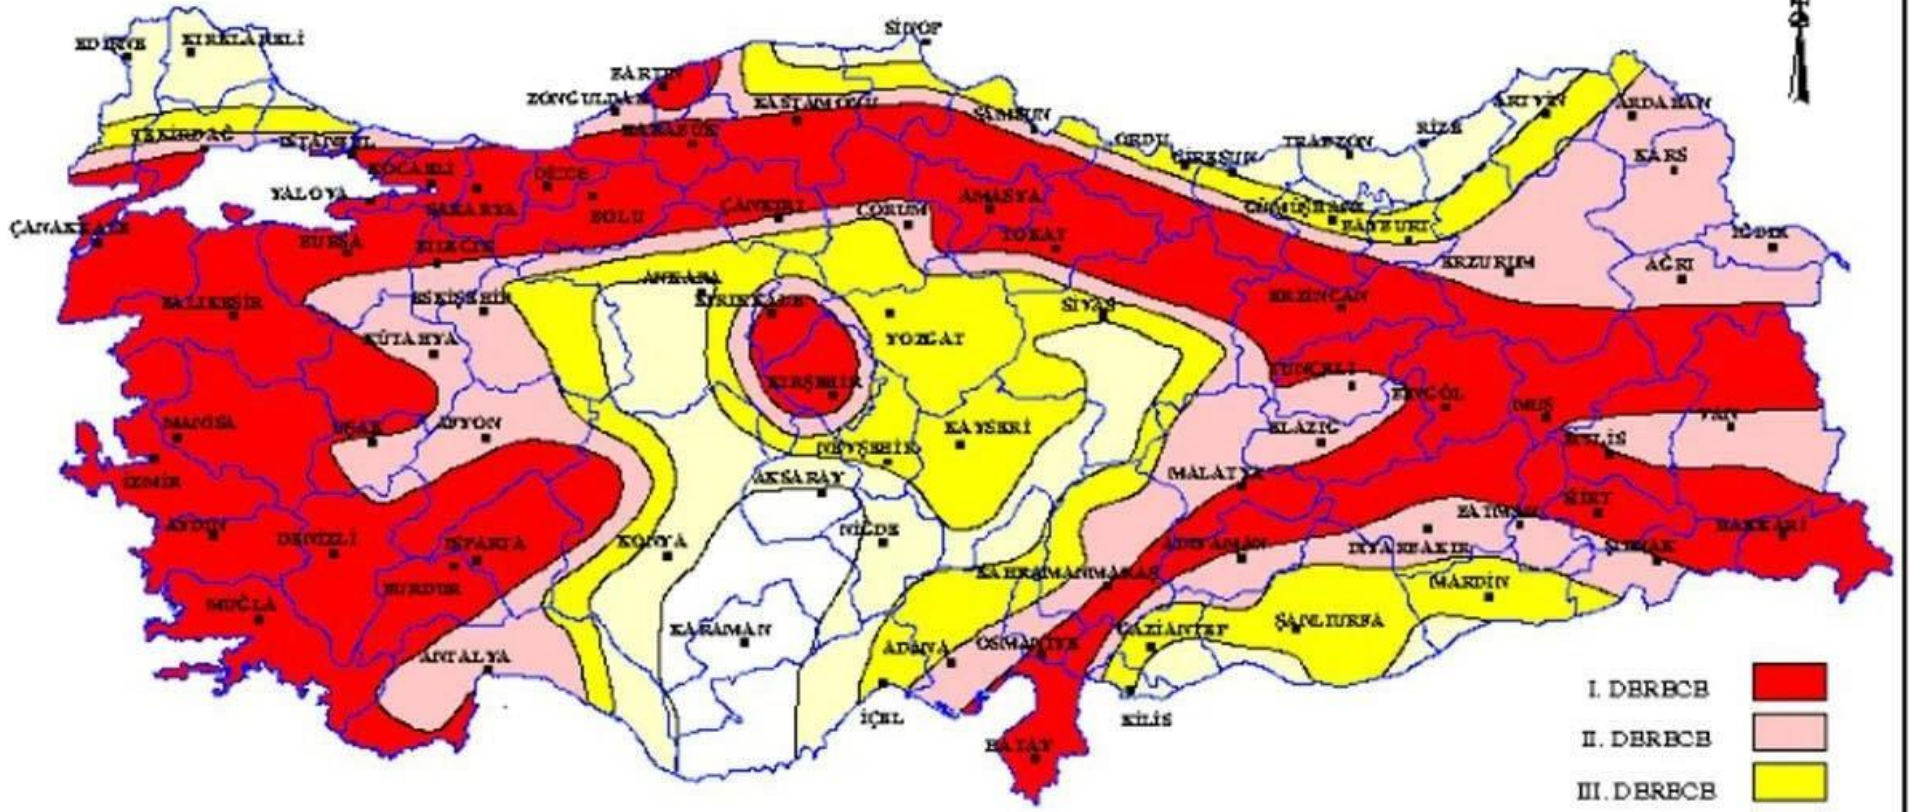 SİNOP
EDİRNE
KIRKLARELİ
BARTIN
ZONGULDAK
KASTAMONU
ARTVİN
ARDAHAN
SAMSUN
TEKİRDAĞ
İSTANBUL
KARABÜK
ORDU
GİRESUN
TRABZON
RİZE
KARS
KOCAELİ
DÜZCE
YALOVA
SAKARYA
BOLU
ÇANKIRI
ÇORUM
AMASYA
GÜMÜŞHANE
BAYBURT
ÇANAKKALE
BURSA
BİLECİK
TOKAT
IĞDIR
ERZURUM
AĞRI
ANKARA
BALIKESİR
ESKİŞEHİR
KIRIKKALE
SİVAS
ERZİNCAN
KÜTAHYA
YOZGAT
TUNCELİ
KIRŞEHİR
BİNGÖL
MUŞ
VAN
MANİSA
UŞAK
AFYON
KAYSERİ
ELAZIĞ
BİTLİS
NEVŞEHİR
İZMİR
AKSARAY
MALATYA
SİİRT
AYDIN
DENİZLİ
ISPARTA
KONYA
NİĞDE
BATMAN
HAKKARİ
ADIYAMAN
DİYARBAKIR
ŞIRNAK
BURDUR
KAHRAMANMARAŞ
MARDİN
MUĞLA
KARAMAN
ADANA
OSMANİYE
GAZİANTEP
ŞANLIURFA
ANTALYA
İÇEL
KİLİS
HATAY
I. DERECE
II. DERECE
III. DERECE